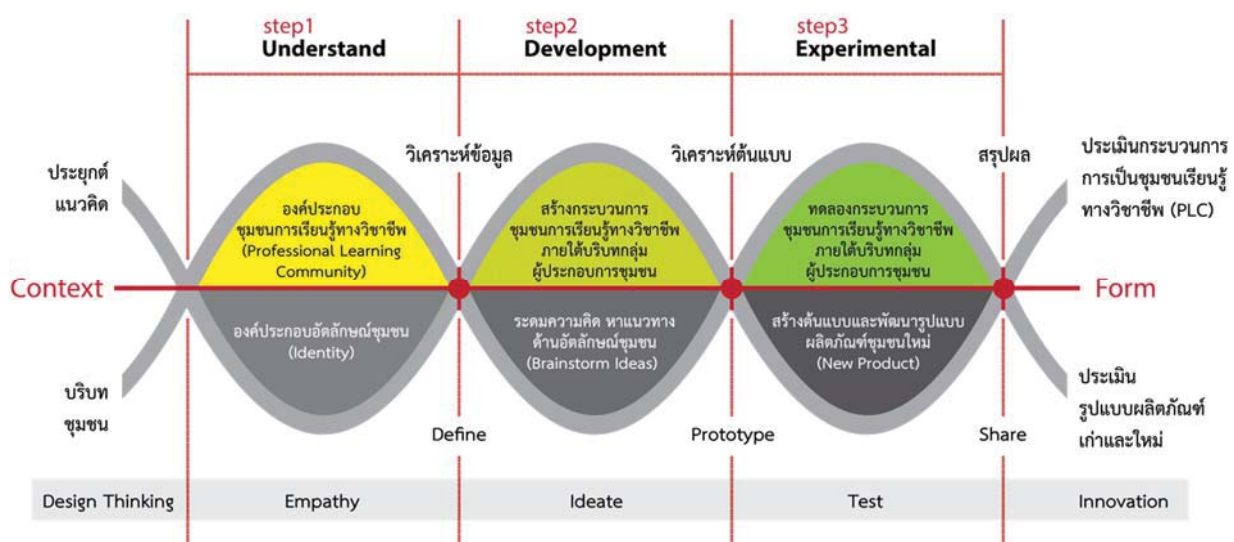 step1
Understand
step2
Development
step3
Experimental
ประยุกต์
แนวคิด
วิเคราะห์ข้อมูล
วิเคราะห์ต้นแบบ
สรุปผล
ประเมินกระบวนการ
การเป็นชุมชนเรียนรู้
ทางวิชาชีพ (PLC)
องค์ประกอบ
ชุมชนการเรียนรู้ทางวิชาชีพ
(Professional Learning
Community)
สร้างกระบวนการ
ชุมชนการเรียนรู้ทางวิชาชีพ
ภายใต้บริบทกลุ่ม
ผู้ประกอบการชุมชน
ทดลองกระบวนการ
ชุมชนการเรียนรู้ทางวิชาชีพ
ภายใต้บริบทกลุ่ม
ผู้ประกอบการชุมชน
Context
Form
องค์ประกอบอัตลักษณ์ชุมชน
(Identity)
ระดมความคิด หาแนวทาง
ด้านอัตลักษณ์ชุมชน
(Brainstorm Ideas)
สร้างต้นแบบและพัฒนารูปแบบ
ผลิตภัณฑ์ชุมชนใหม่
(New Product)
บริบท
ชุมชน
Define
Prototype
Share
ประเมิน
รูปแบบผลิตภัณฑ์
เก่าและใหม่
Design Thinking
Empathy
Ideate
Test
Innovation